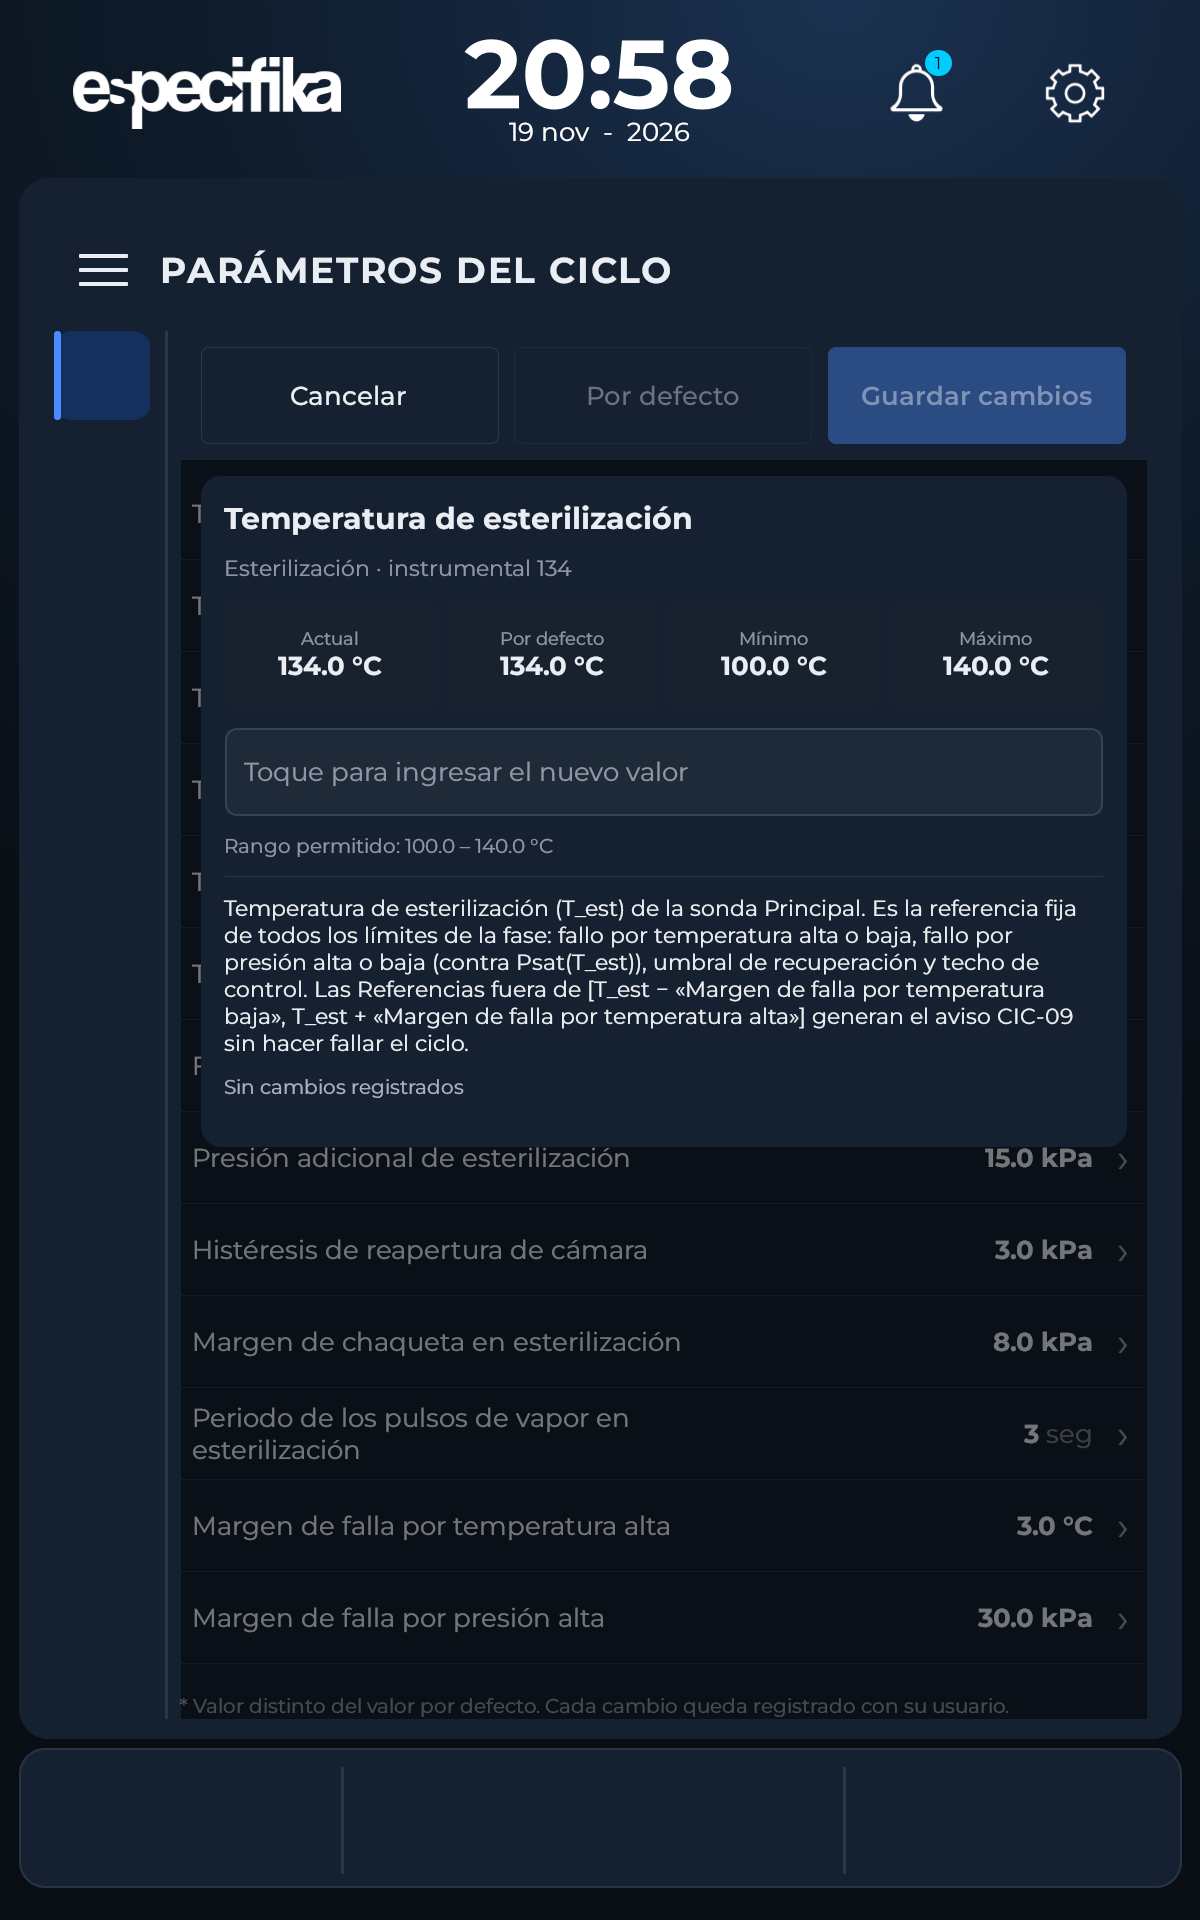 especifika
20:58
19 nov - 2026
1
PARÁMETROS DEL CICLO
Cancelar
Por defecto
Guardar cambios
Temperatura de esterilización
Esterilización · instrumental 134
Actual
134.0 °C
Por defecto
134.0 °C
Mínimo
100.0 °C
Máximo
140.0 °C
Toque para ingresar el nuevo valor
Rango permitido: 100.0 – 140.0 °C
Temperatura de esterilización (T_est) de la sonda Principal. Es la referencia fija
de todos los límites de la fase: fallo por temperatura alta o baja, fallo por
presión alta o baja (contra Psat(T_est)), umbral de recuperación y techo de
control. Las Referencias fuera de [T_est − «Margen de falla por temperatura
baja», T_est + «Margen de falla por temperatura alta»] generan el aviso CIC-09
sin hacer fallar el ciclo.
Sin cambios registrados
Presión adicional de esterilización 15.0 kPa ›
Histéresis de reapertura de cámara 3.0 kPa ›
Margen de chaqueta en esterilización 8.0 kPa ›
Periodo de los pulsos de vapor en
esterilización 3 seg ›
Margen de falla por temperatura alta 3.0 °C ›
Margen de falla por presión alta 30.0 kPa ›
* Valor distinto del valor por defecto. Cada cambio queda registrado con su usuario.